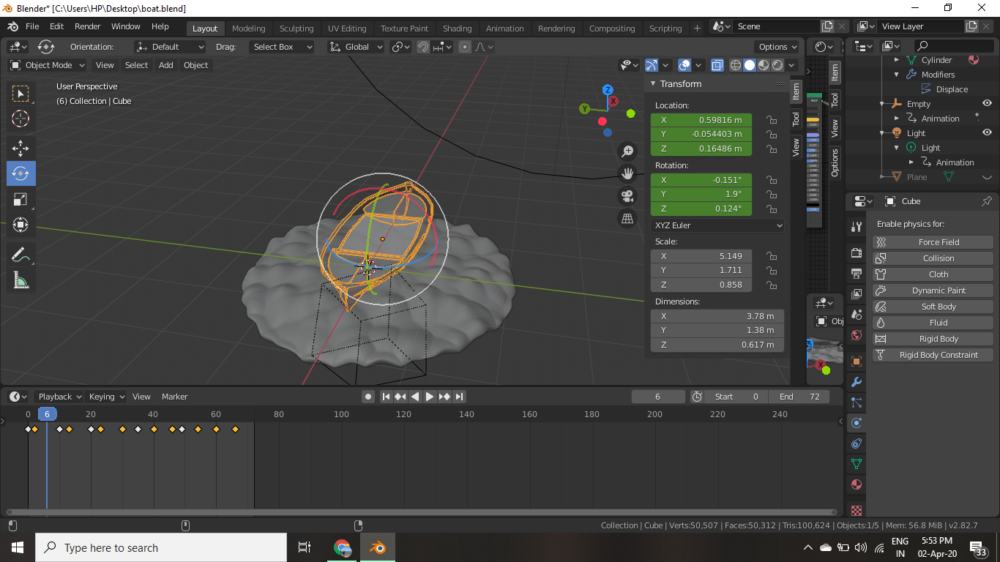 Blender* [C:\Users\HP\Desktop\boat.blend]
File Edit Render Window Help Layout Modeling Sculpting UV Editing Texture Paint Shading Animation Rendering Compositing Scripting + Scene View Layer
Orientation: Default Drag: Select Box Global Options
Object Mode View Select Add Object
User Perspective
(6) Collection | Cube
Z
X
Y
Transform
Location:
X 0.59816 m
Y -0.054403 m
Z 0.16486 m
Rotation:
X -0.151°
Y 1.9°
Z 0.124°
XYZ Euler
Scale:
X 5.149
Y 1.711
Z 0.858
Dimensions:
X 3.78 m
Y 1.38 m
Z 0.617 m
Item
Tool
View
Item
Tool
View
Options
Obj
X
Cylinder
Modifiers
Displace
Empty
Animation
Light
Light
Animation
Plane
Cube
Enable physics for:
Force Field
Collision
Cloth
Dynamic Paint
Soft Body
Fluid
Rigid Body
Rigid Body Constraint
Playback Keying View Marker 6 Start 0 End 72
0 6 20 40 60 80 100 120 140 160 180 200 220 240
Collection | Cube | Verts:50,507 | Faces:50,312 | Tris:100,624 | Objects:1/5 | Mem: 56.8 MiB | v2.82.7
Type here to search
ENG
IN
5:53 PM
02-Apr-20
33